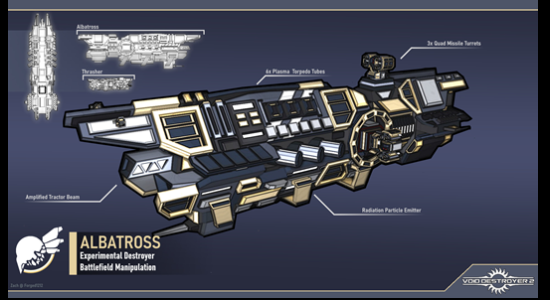 Albatross
Thrasher
3x Quad Missile Turrets
6x Plasma Torpedo Tubes
Amplified Tractor Beam
Radiation Particle Emitter
ALBATROSS
Experimental Destroyer
Battlefield Manipulation
VOID DESTROYER 2